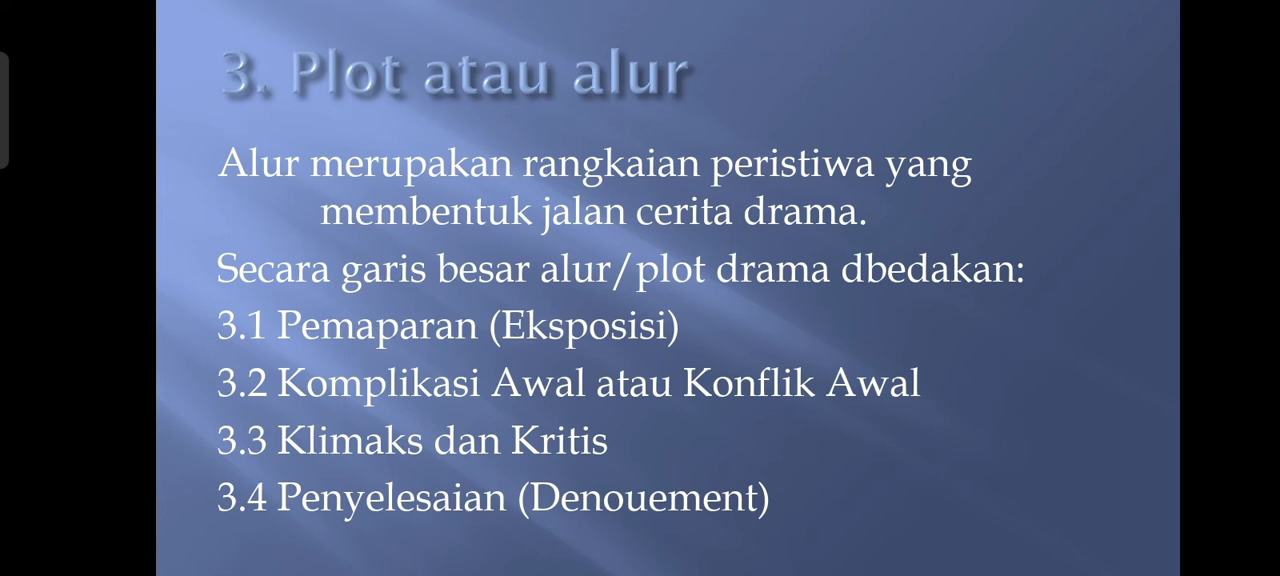 3. Plot atau alur
Alur merupakan rangkaian peristiwa yang
membentuk jalan cerita drama.
Secara garis besar alur/plot drama dbedakan:
3.1 Pemaparan (Eksposisi)
3.2 Komplikasi Awal atau Konflik Awal
3.3 Klimaks dan Kritis
3.4 Penyelesaian (Denouement)